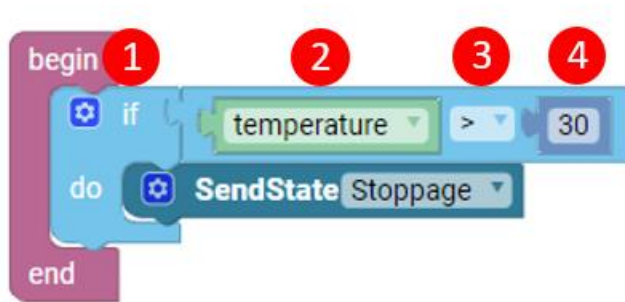 begin 1 2 3 4
if temperature > 30
do SendState Stoppage
end